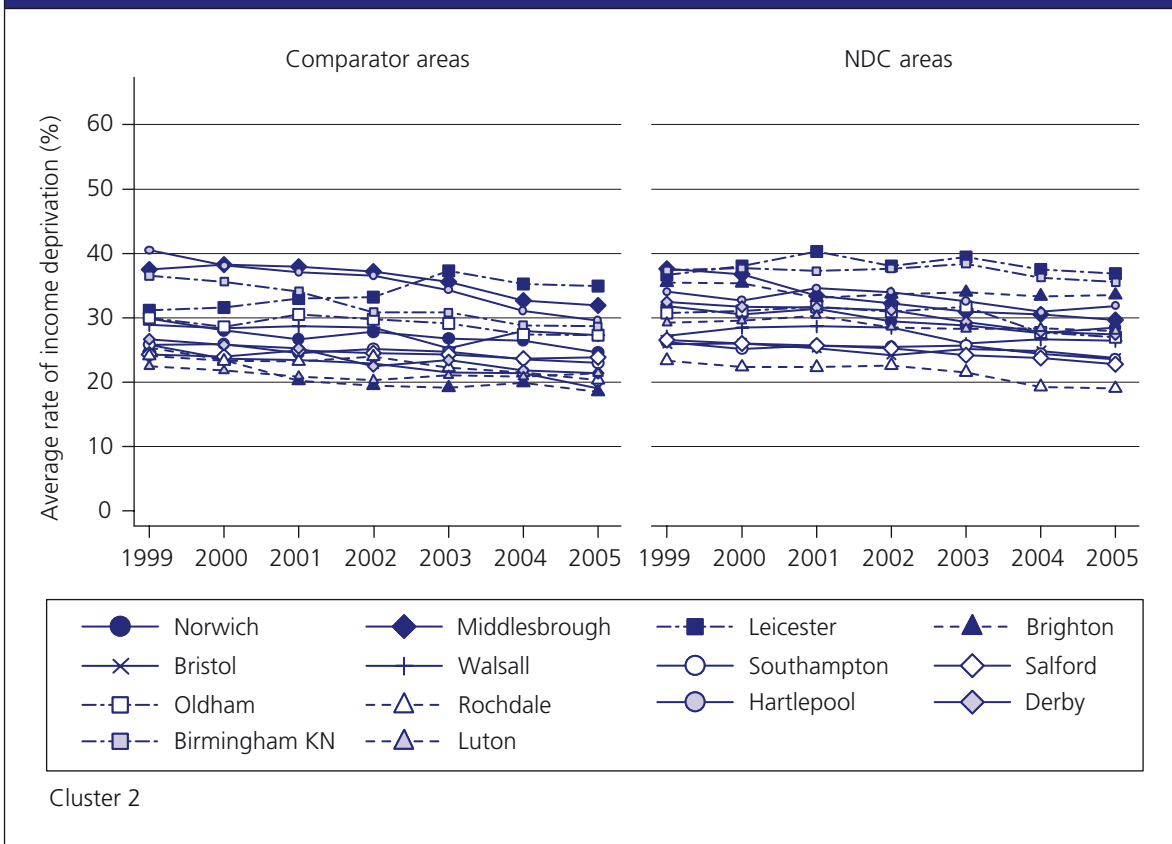 Comparator areas NDC areas
Average rate of income deprivation (%)
60
50
40
30
20
10
0
1999 2000 2001 2002 2003 2004 2005 1999 2000 2001 2002 2003 2004 2005
Norwich Middlesbrough Leicester Brighton
Bristol Walsall Southampton Salford
Oldham Rochdale Hartlepool Derby
Birmingham KN Luton
Cluster 2